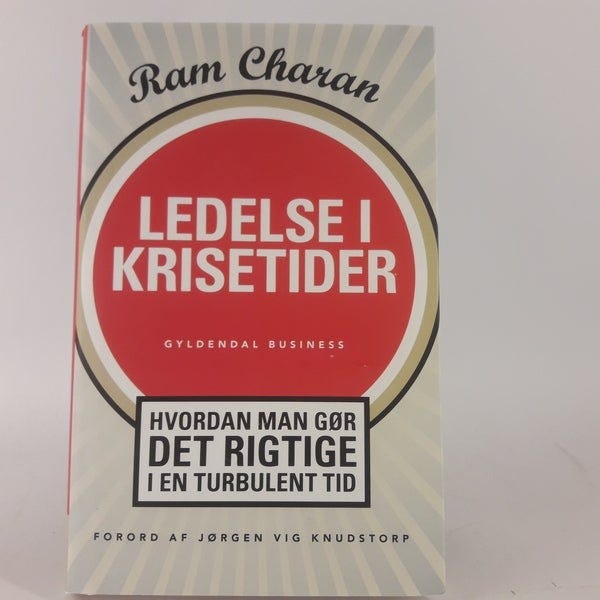 Ram Charan
LEDELSE I
KRISETIDER
GYLDENDAL BUSINESS
HVORDAN MAN GØR
DET RIGTIGE
I EN TURBULENT TID
FORORD AF JØRGEN VIG KNUDSTORP